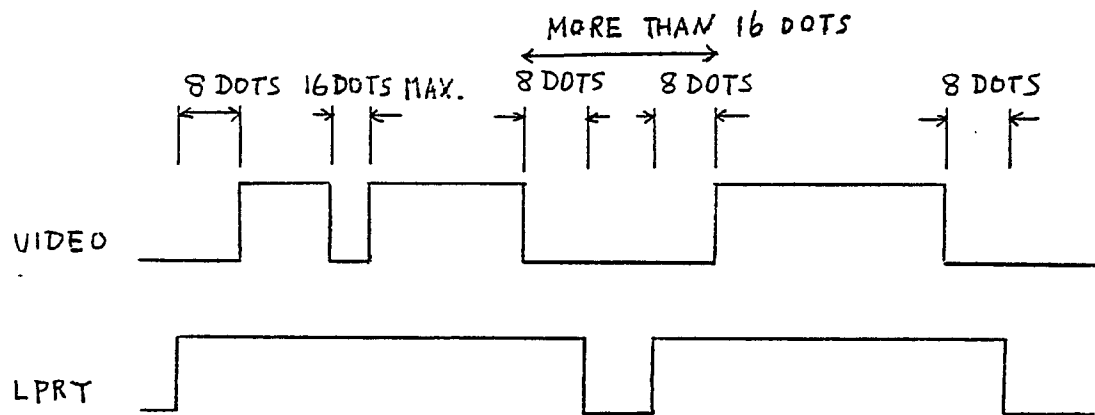 MORE THAN 16 DOTS
8 DOTS 16 DOTS MAX. 8 DOTS 8 DOTS 8 DOTS
VIDEO
LPRT